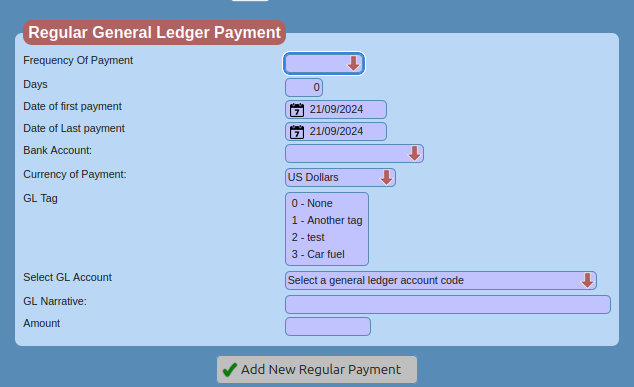 Regular General Ledger Payment
Frequency Of Payment
Days 0
Date of first payment 7 21/09/2024
Date of Last payment 7 21/09/2024
Bank Account:
Currency of Payment: US Dollars
GL Tag
0 - None
1 - Another tag
2 - test
3 - Car fuel
Select GL Account Select a general ledger account code
GL Narrative:
Amount
Add New Regular Payment